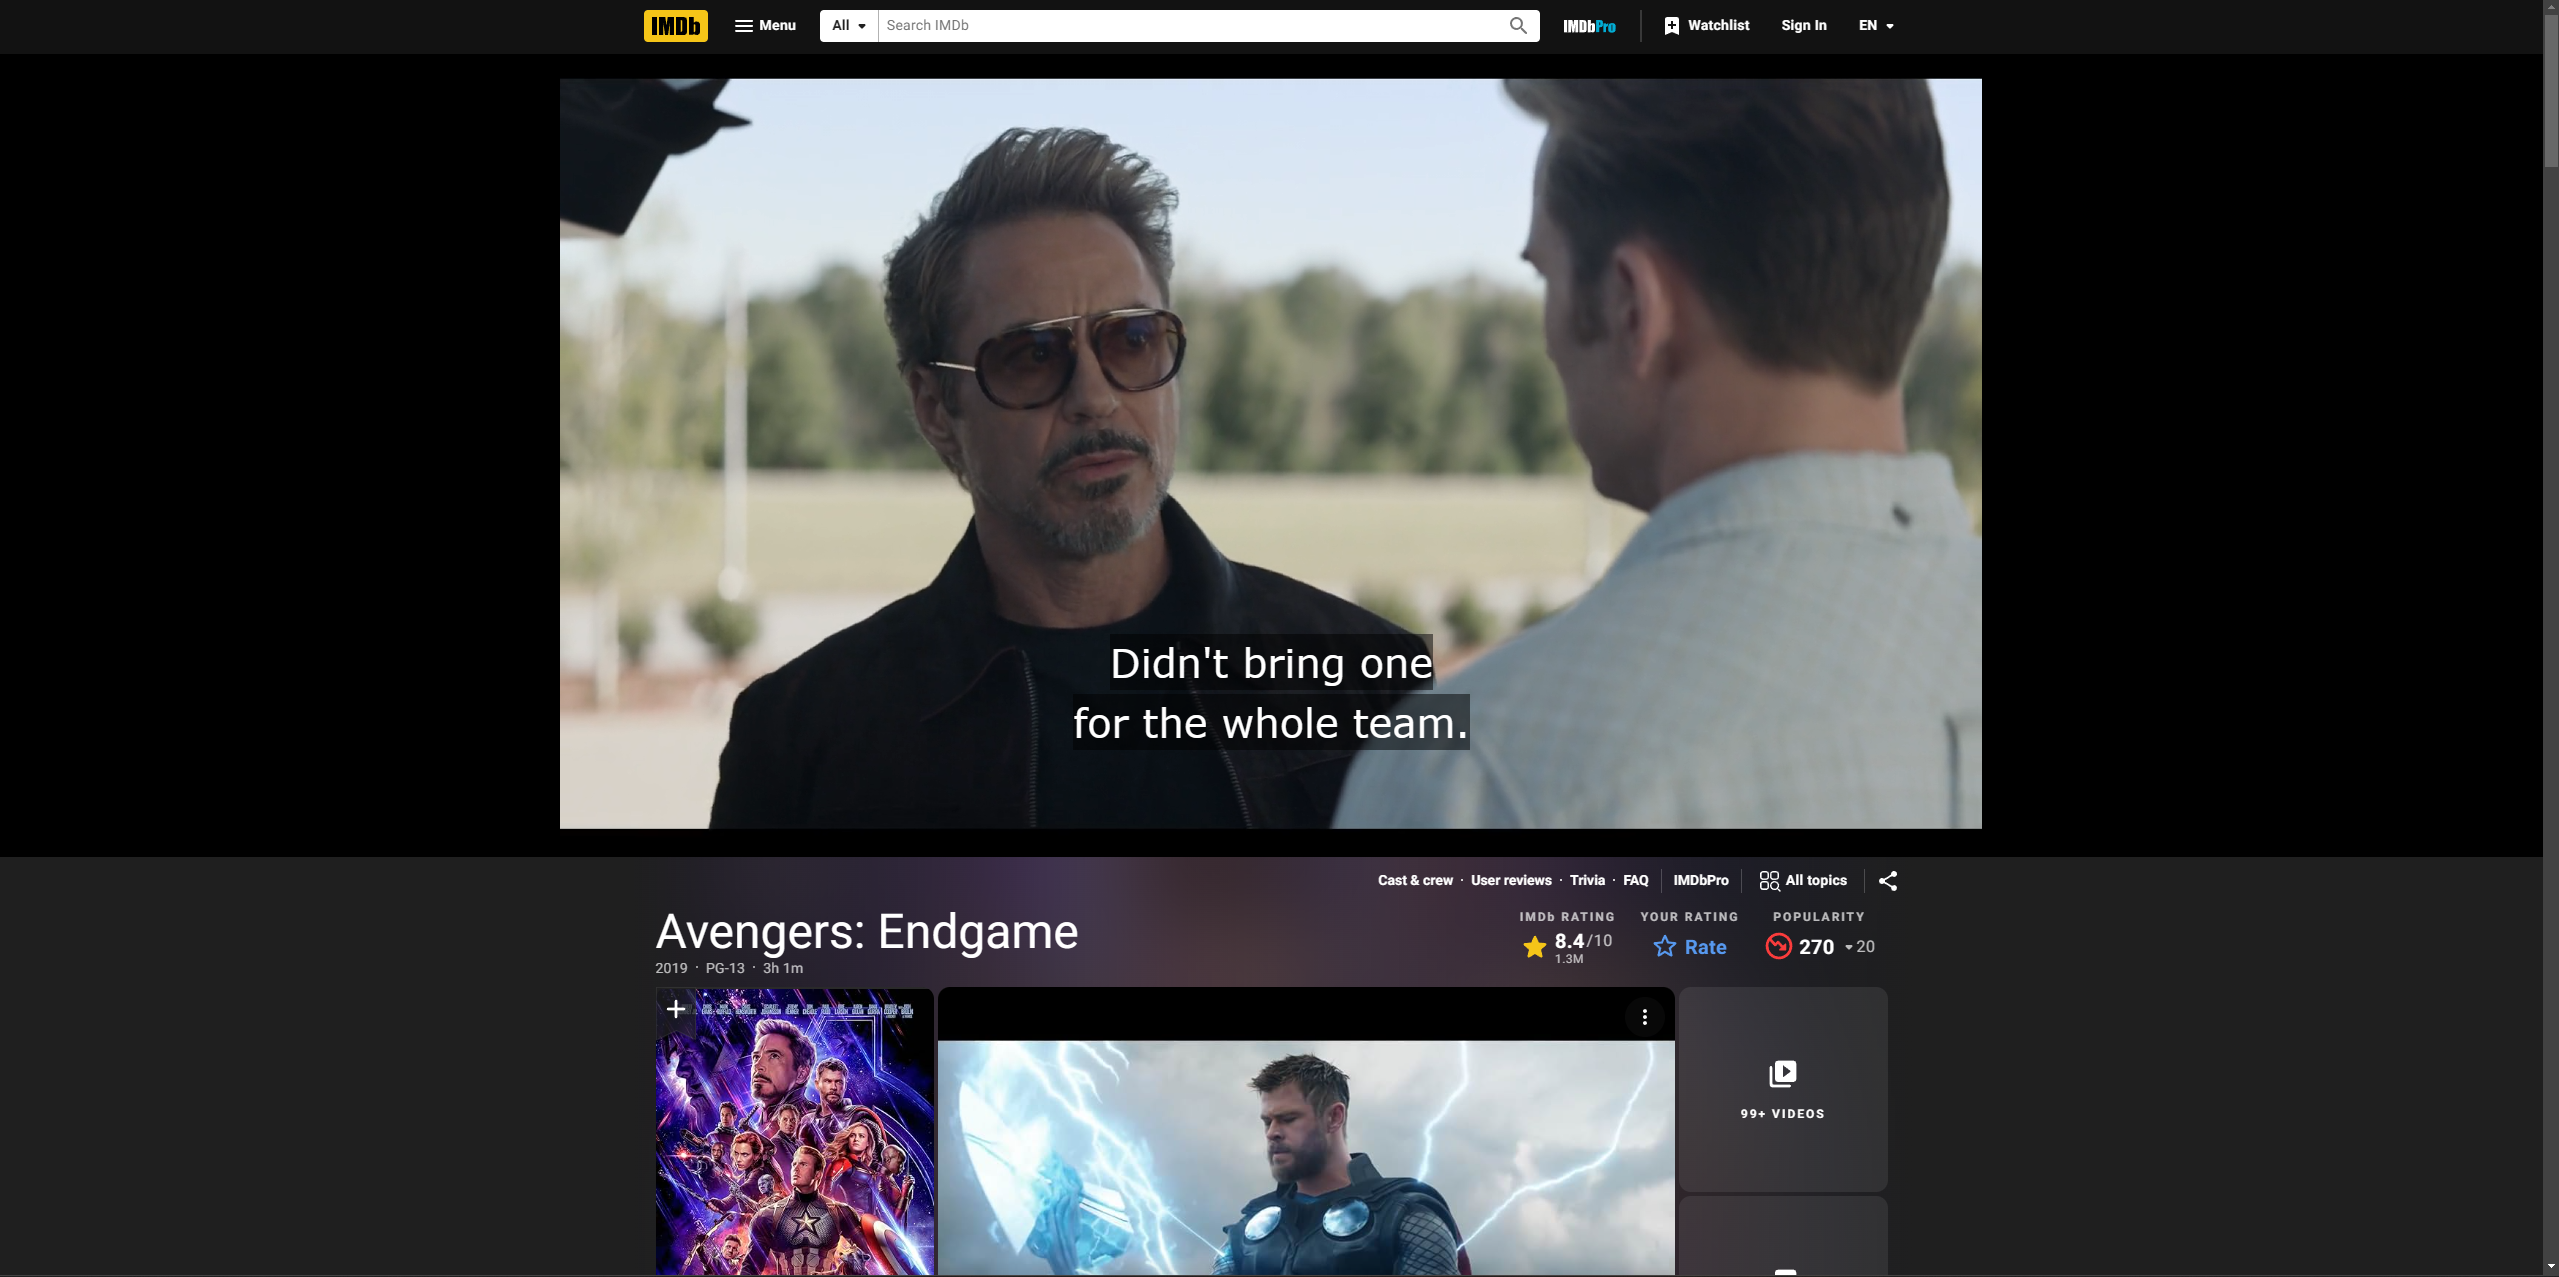 IMDb
Menu
All
Search IMDb
IMDbPro
Watchlist
Sign In
EN
Didn't bring one
for the whole team.
Cast & crew · User reviews · Trivia · FAQ
IMDbPro
All topics
Avengers: Endgame
2019 · PG-13 · 3h 1m
IMDb RATING
8.4/10
1.3M
YOUR RATING
Rate
POPULARITY
270
20
99+ VIDEOS